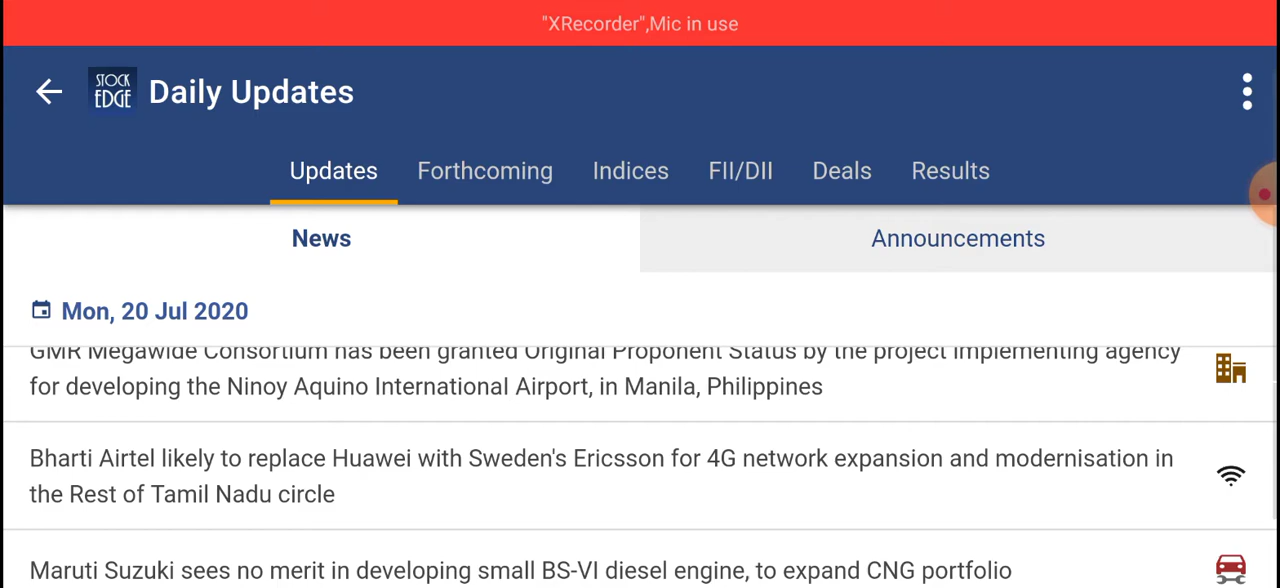 "XRecorder",Mic in use
STOCK
EDGE
Daily Updates
Updates
Forthcoming
Indices
FII/DII
Deals
Results
News
Announcements
Mon, 20 Jul 2020
GMR Megawide Consortium has been granted Original Proponent Status by the project implementing agency
for developing the Ninoy Aquino International Airport, in Manila, Philippines
Bharti Airtel likely to replace Huawei with Sweden's Ericsson for 4G network expansion and modernisation in
the Rest of Tamil Nadu circle
Maruti Suzuki sees no merit in developing small BS-VI diesel engine, to expand CNG portfolio